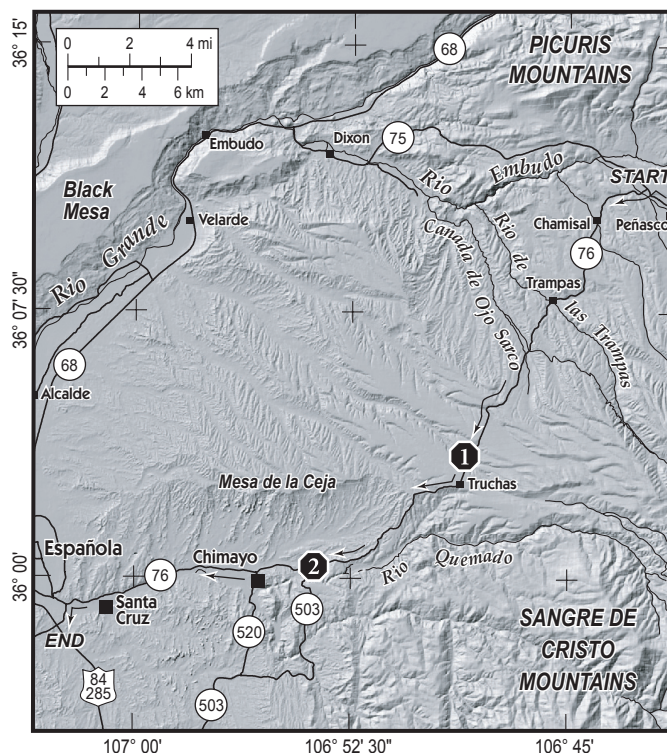 36° 15'
0 2 4 mi
0 2 4 6 km
68
PICURIS
MOUNTAINS
Embudo
Dixon
75
Rio Embudo
START
Black
Mesa
Velarde
Rio Grande
Chamisal
Peñasco
76
Rio de las Trampas
Canada de Ojo Sarco
Trampas
36° 07' 30"
68
Alcalde
1
Truchas
Mesa de la Ceja
Española
Chimayo
2
Rio Quemado
36° 00'
76
Santa
Cruz
503
END
520
SANGRE DE
CRISTO
MOUNTAINS
84
285
503
107° 00' 106° 52' 30" 106° 45'